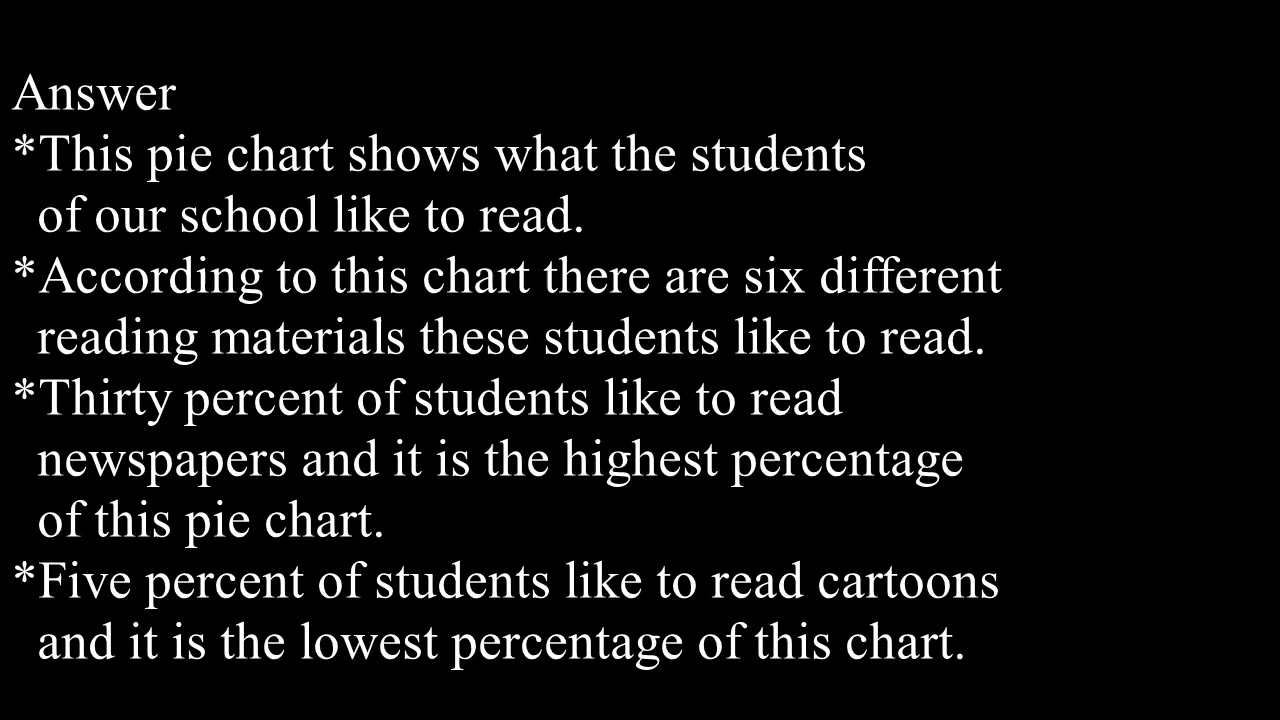 Answer
*This pie chart shows what the students
of our school like to read.
*According to this chart there are six different
reading materials these students like to read.
*Thirty percent of students like to read
newspapers and it is the highest percentage
of this pie chart.
*Five percent of students like to read cartoons
and it is the lowest percentage of this chart.